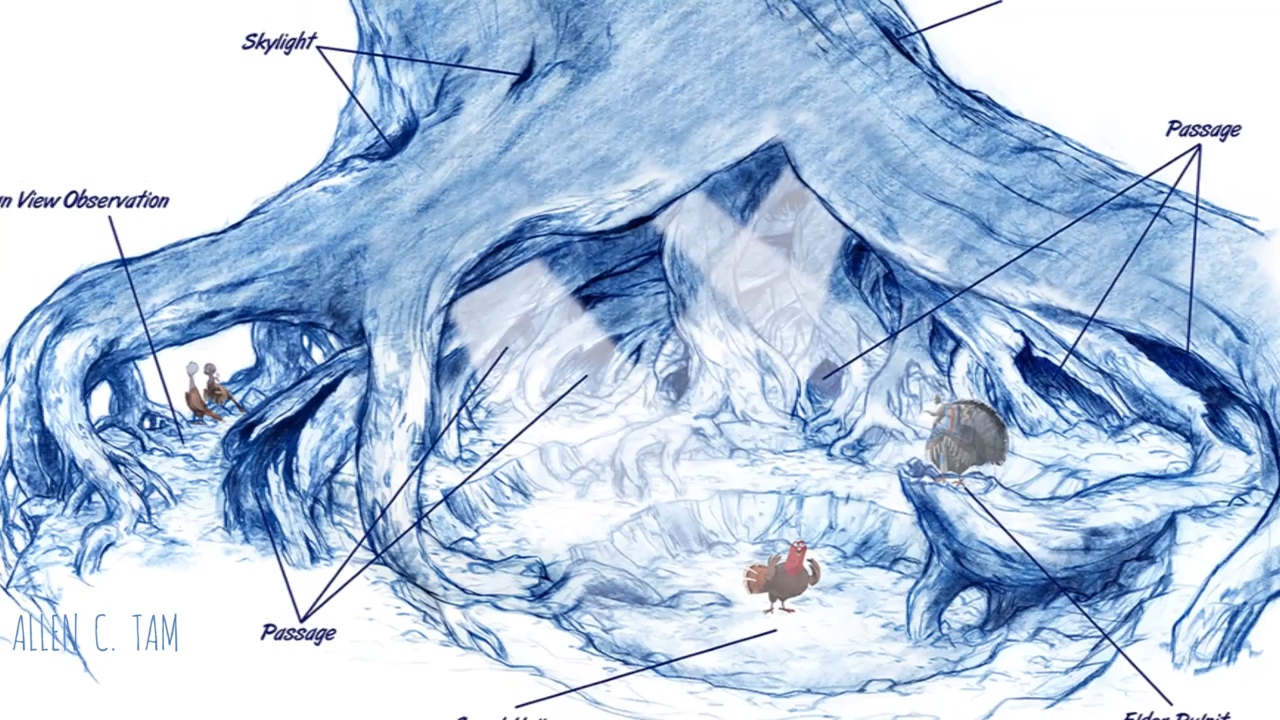 Skylight
Passage
View Observation
ALLEN C. TAM
Passage
Elder Pulpit